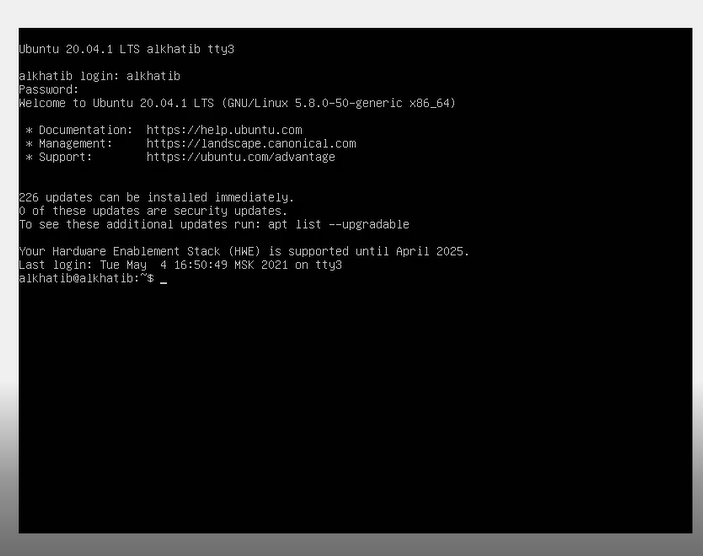 Ubuntu 20.04.1 LTS alkhatib tty3
alkhatib login: alkhatib
Password:
Welcome to Ubuntu 20.04.1 LTS (GNU/Linux 5.8.0-50-generic x86_64)
* Documentation:  https://help.ubuntu.com
* Management:     https://landscape.canonical.com
* Support:        https://ubuntu.com/advantage
226 updates can be installed immediately.
0 of these updates are security updates.
To see these additional updates run: apt list --upgradable
Your Hardware Enablement Stack (HWE) is supported until April 2025.
Last login: Tue May  4 16:50:49 MSK 2021 on tty3
alkhatib@alkhatib:~$ _